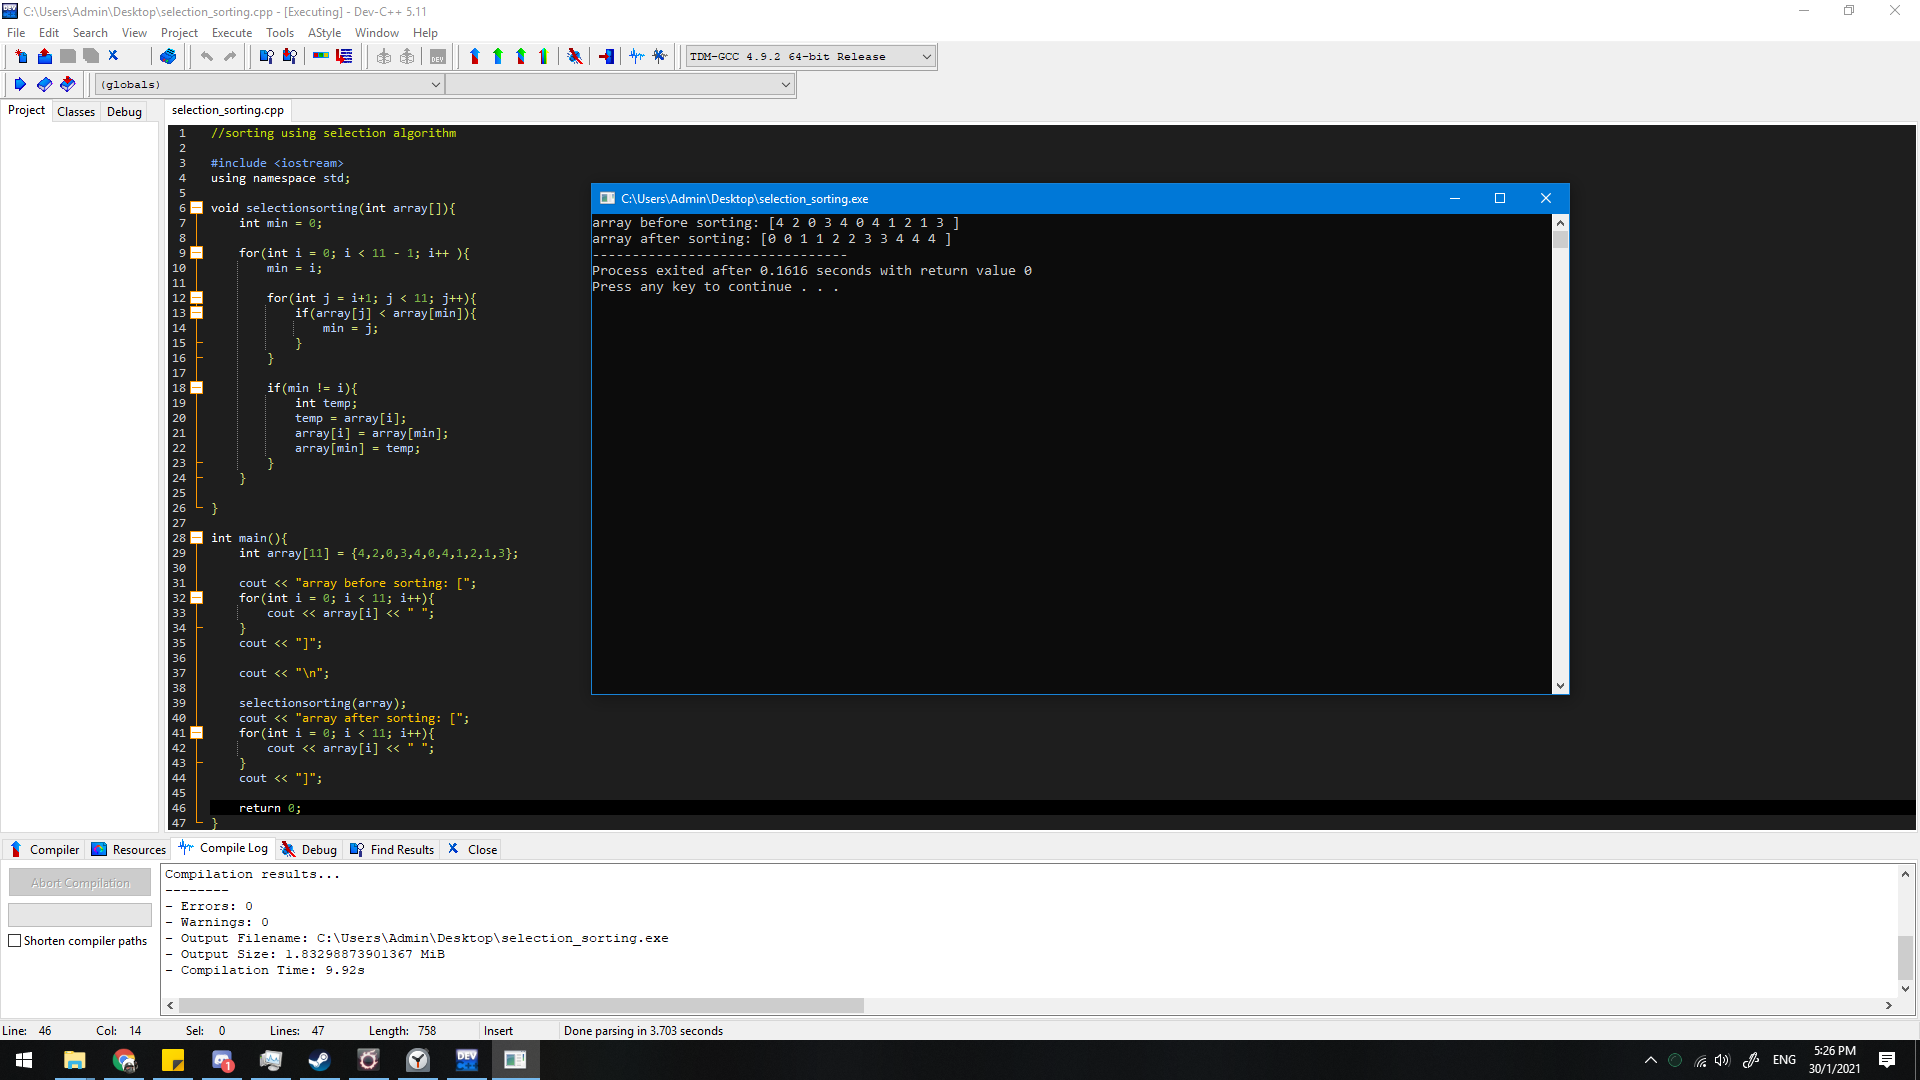 C:\Users\Admin\Desktop\selection_sorting.cpp - [Executing] - Dev-C++ 5.11
File Edit Search View Project Execute Tools AStyle Window Help
TDM-GCC 4.9.2 64-bit Release
(globals)
Project Classes Debug
selection_sorting.cpp
1 //sorting using selection algorithm
2
3 #include <iostream>
4 using namespace std;
5
6 void selectionsorting(int array[]){
7 int min = 0;
8
9 for(int i = 0; i < 11 - 1; i++ ){
10 min = i;
11
12 for(int j = i+1; j < 11; j++){
13 if(array[j] < array[min]){
14 min = j;
15 }
16 }
17
18 if(min != i){
19 int temp;
20 temp = array[i];
21 array[i] = array[min];
22 array[min] = temp;
23 }
24 }
25
26 }
27
28 int main(){
29 int array[11] = {4,2,0,3,4,0,4,1,2,1,3};
30
31 cout << "array before sorting: [";
32 for(int i = 0; i < 11; i++){
33 cout << array[i] << " ";
34 }
35 cout << "]";
36
37 cout << "\n";
38
39 selectionsorting(array);
40 cout << "array after sorting: [";
41 for(int i = 0; i < 11; i++){
42 cout << array[i] << " ";
43 }
44 cout << "]";
45
46 return 0;
47 }
C:\Users\Admin\Desktop\selection_sorting.exe
array before sorting: [4 2 0 3 4 0 4 1 2 1 3 ]
array after sorting: [0 0 1 1 2 2 3 3 4 4 4 ]
--------------------------------
Process exited after 0.1616 seconds with return value 0
Press any key to continue . . .
Compiler Resources Compile Log Debug Find Results Close
Abort Compilation
Shorten compiler paths
Compilation results...
--------
- Errors: 0
- Warnings: 0
- Output Filename: C:\Users\Admin\Desktop\selection_sorting.exe
- Output Size: 1.83298873901367 MiB
- Compilation Time: 9.92s
Line: 46 Col: 14 Sel: 0 Lines: 47 Length: 758 Insert Done parsing in 3.703 seconds
1
DEV
ENG
5:26 PM
30/1/2021